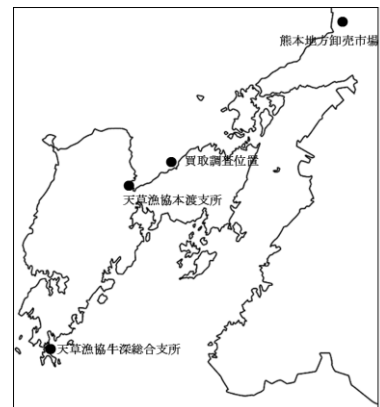 熊本地方卸売市場
買取調査位置
天草漁協本渡支所
天草漁協牛深総合支所